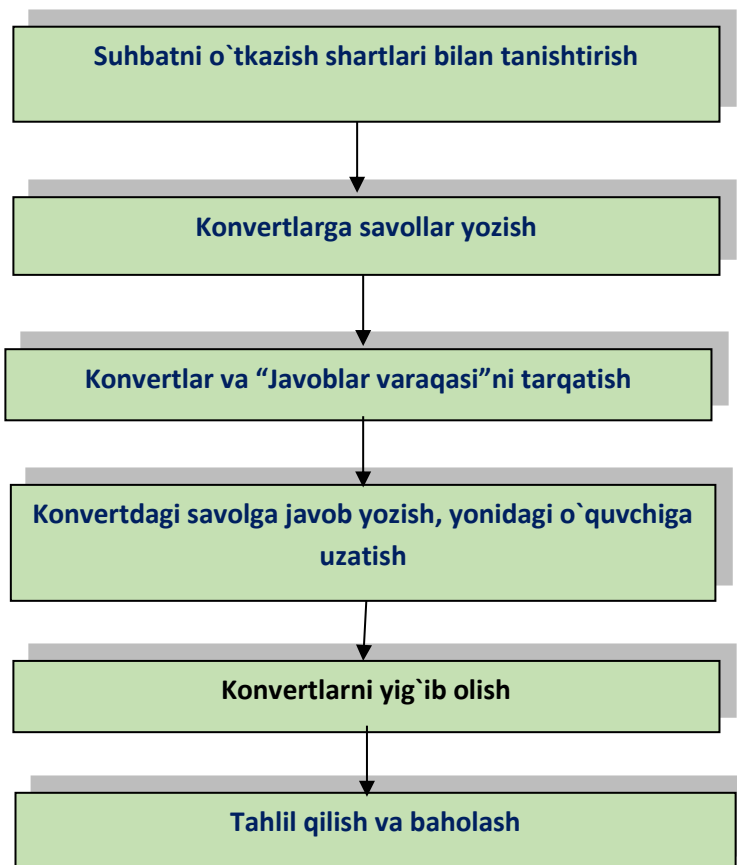 Suhbatni o`tkazish shartlari bilan tanishtirish
Konvertlarga savollar yozish
Konvertlar va “Javoblar varaqasi”ni tarqatish
Konvertdagi savolga javob yozish, yonidagi o`quvchiga
uzatish
Konvertlarni yig`ib olish
Tahlil qilish va baholash